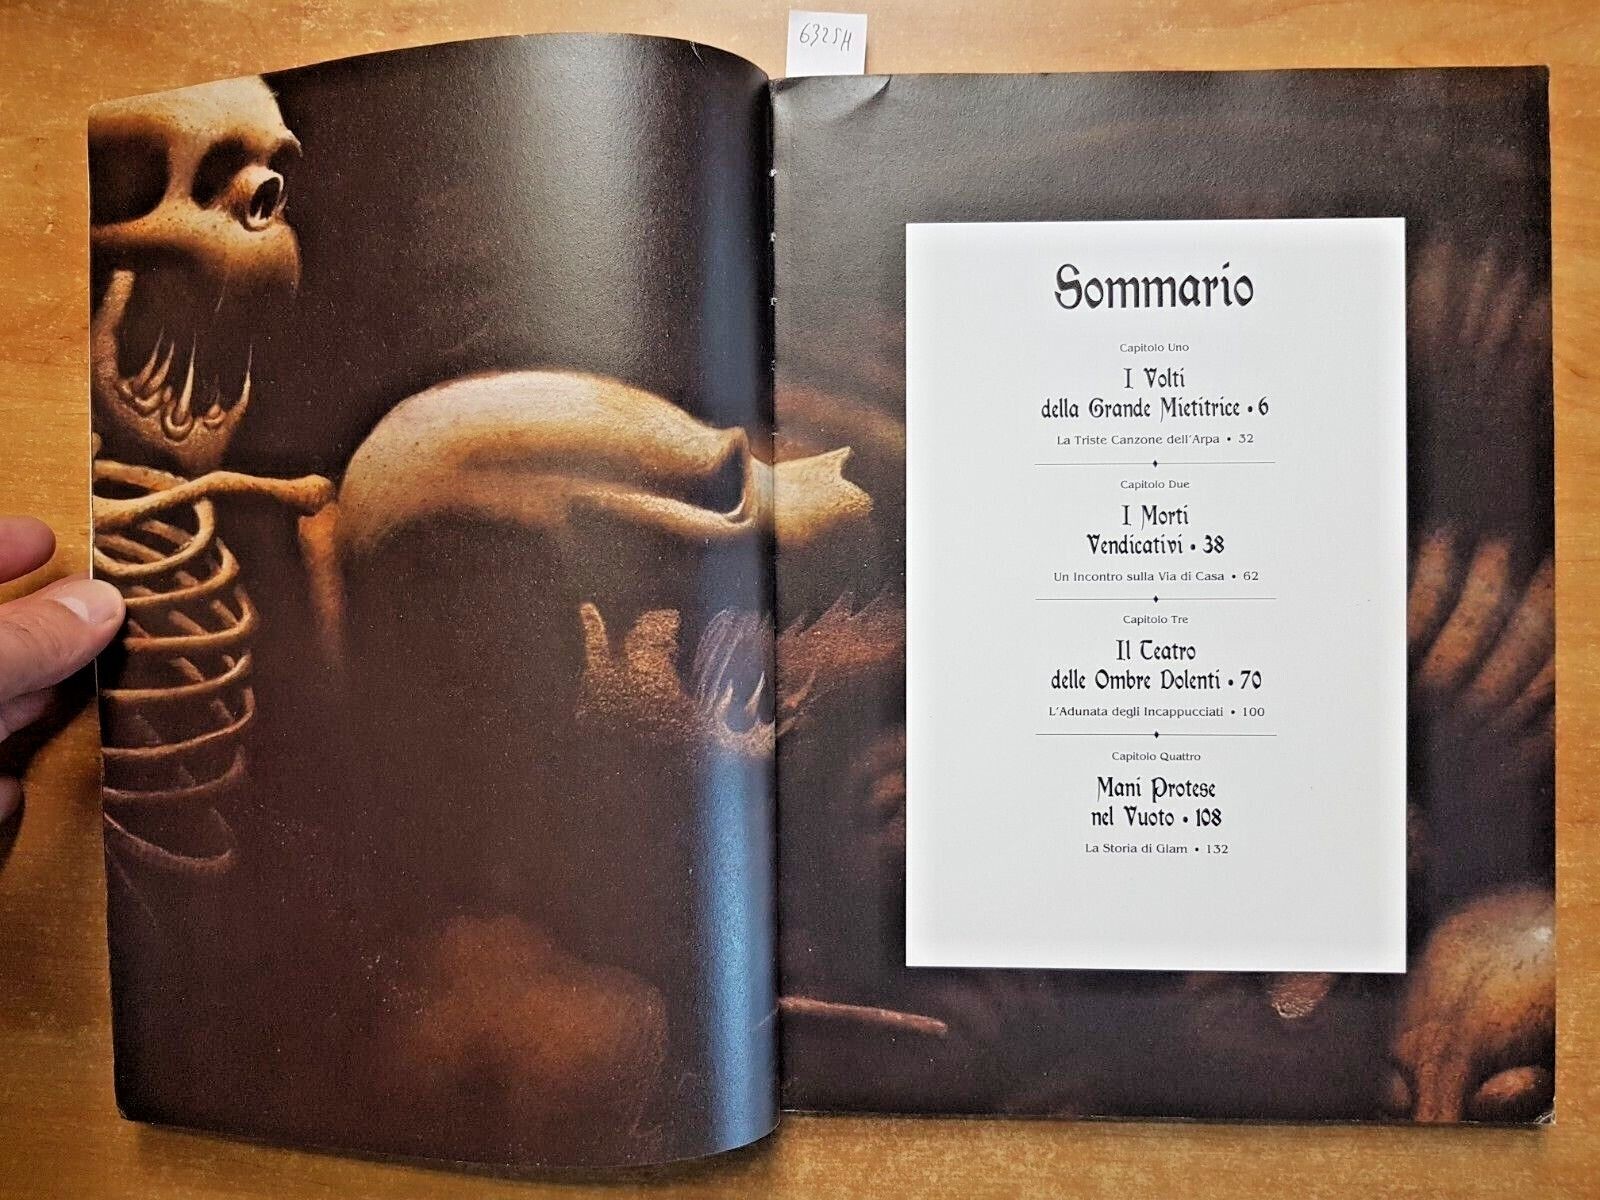 6325H
Sommario
Capitolo Uno
I Volti
della Grande Mietitrice • 6
La Triste Canzone dell'Arpa • 32
Capitolo Due
I Morti
Vendicativi • 38
Un Incontro sulla Via di Casa • 62
Capitolo Tre
Il Teatro
delle Ombre Dolenti • 70
L'Adunata degli Incappucciati • 100
Capitolo Quattro
Mani Protese
nel Vuoto • 108
La Storia di Glam • 132